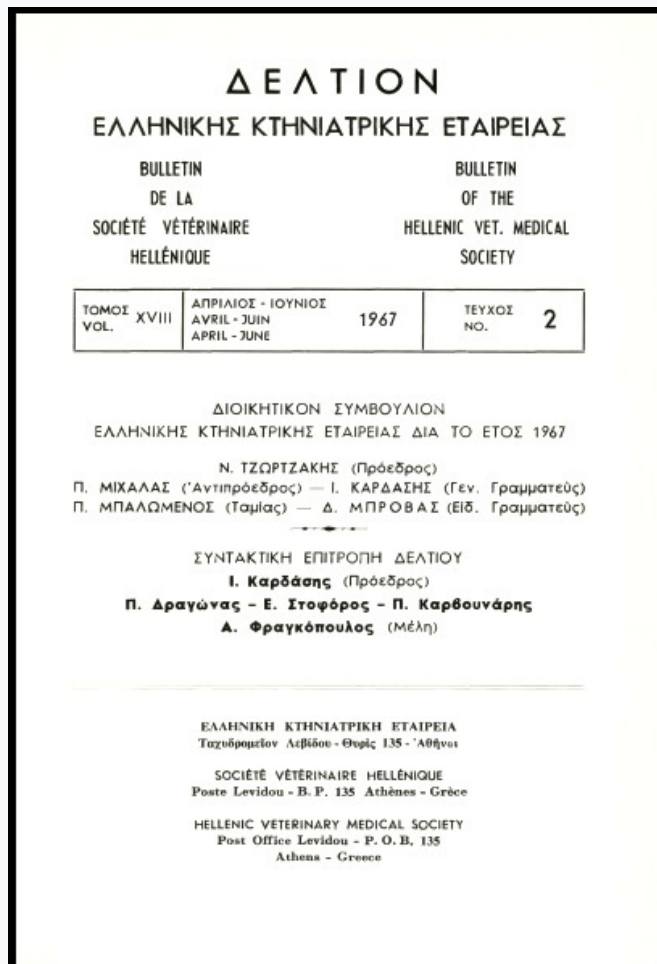 ΔΕΛΤΙΟΝ
ΕΛΛΗΝΙΚΗΣ ΚΤΗΝΙΑΤΡΙΚΗΣ ΕΤΑΙΡΕΙΑΣ
BULLETIN
DE LA
SOCIÉTÉ VÉTÉRINAIRE
HELLÉNIQUE
BULLETIN
OF THE
HELLENIC VET. MEDICAL
SOCIETY
ΤΟΜΟΣ
VOL. XVIII
ΑΠΡΙΛΙΟΣ - ΙΟΥΝΙΟΣ
AVRIL - JUIN
APRIL - JUNE
1967
ΤΕΥΧΟΣ
NO. 2
ΔΙΟΙΚΗΤΙΚΟΝ ΣΥΜΒΟΥΛΙΟΝ
ΕΛΛΗΝΙΚΗΣ ΚΤΗΝΙΑΤΡΙΚΗΣ ΕΤΑΙΡΕΙΑΣ ΔΙΑ ΤΟ ΕΤΟΣ 1967
Ν. ΤΖΩΡΤΖΑΚΗΣ (Πρόεδρος)
Π. ΜΙΧΑΛΑΣ (Ἀντιπρόεδρος) — Ι. ΚΑΡΔΑΣΗΣ (Γεν. Γραμματεὺς)
Π. ΜΠΑΛΩΜΕΝΟΣ (Ταμίας) — Δ. ΜΠΡΟΒΑΣ (Εἰδ. Γραμματεὺς)
ΣΥΝΤΑΚΤΙΚΗ ΕΠΙΤΡΟΠΗ ΔΕΛΤΙΟΥ
Ι. Καρδάσης (Πρόεδρος)
Π. Δραγώνας - Ε. Στοφόρος - Π. Καρβουνάρης
Α. Φραγκόπουλος (Μέλη)
ΕΛΛΗΝΙΚΗ ΚΤΗΝΙΑΤΡΙΚΗ ΕΤΑΙΡΕΙΑ
Ταχυδρομεῖον Λεβίδου - Θυρὶς 135 - Ἀθῆναι
SOCIÉTÉ VÉTÉRINAIRE HELLÉNIQUE
Poste Levidou - B. P. 135 Athènes - Grèce
HELLENIC VETERINARY MEDICAL SOCIETY
Post Office Levidou - P. O. B. 135
Athens - Greece